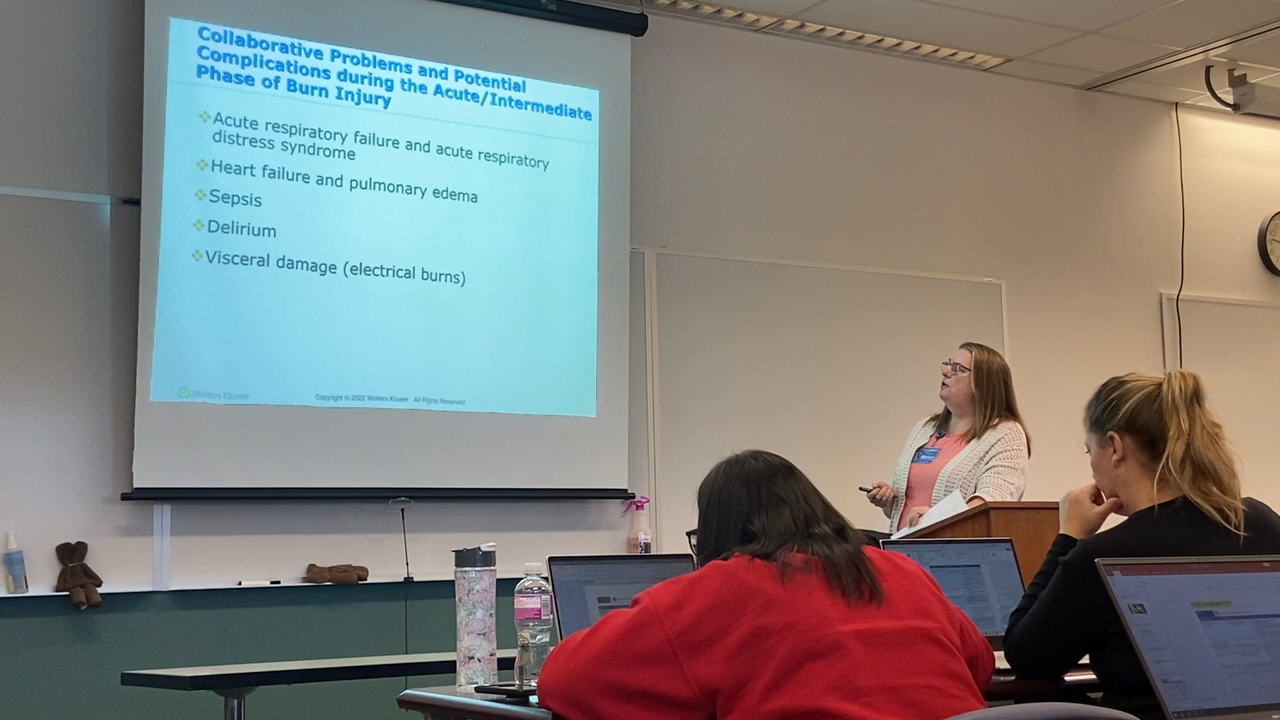 Collaborative Problems and Potential
Complications during the Acute/Intermediate
Phase of Burn Injury
Acute respiratory failure and acute respiratory
distress syndrome
Heart failure and pulmonary edema
Sepsis
Delirium
Visceral damage (electrical burns)
Wolters Kluwer
Copyright © 2022 Wolters Kluwer · All Rights Reserved